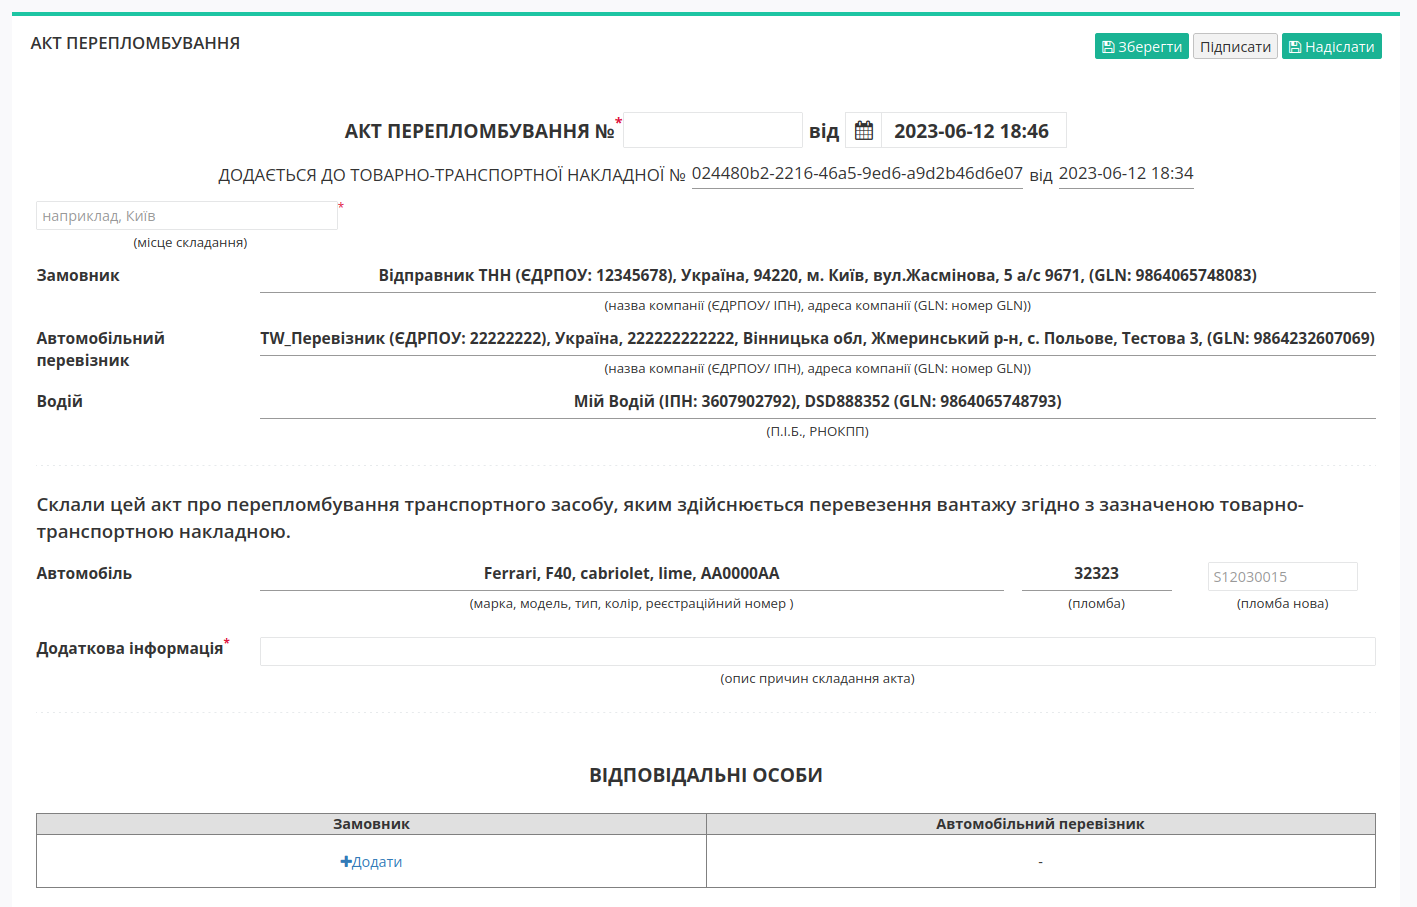 АКТ ПЕРЕПЛОМБУВАННЯ
Зберегти Підписати Надіслати
АКТ ПЕРЕПЛОМБУВАННЯ №* від 2023-06-12 18:46
ДОДАЄТЬСЯ ДО ТОВАРНО-ТРАНСПОРТНОЇ НАКЛАДНОЇ № 024480b2-2216-46a5-9ed6-a9d2b46d6e07 від 2023-06-12 18:34
наприклад, Київ *
(місце складання)
Замовник Відправник ТНН (ЄДРПОУ: 12345678), Україна, 94220, м. Київ, вул.Жасмінова, 5 а/с 9671, (GLN: 9864065748083)
(назва компанії (ЄДРПОУ/ ІПН), адреса компанії (GLN: номер GLN))
Автомобільний перевізник TW_Перевізник (ЄДРПОУ: 22222222), Україна, 222222222222, Вінницька обл, Жмеринський р-н, с. Польове, Тестова 3, (GLN: 9864232607069)
(назва компанії (ЄДРПОУ/ ІПН), адреса компанії (GLN: номер GLN))
Водій Мій Водій (ІПН: 3607902792), DSD888352 (GLN: 9864065748793)
(П.І.Б., РНОКПП)
Склали цей акт про перепломбування транспортного засобу, яким здійснюється перевезення вантажу згідно з зазначеною товарно-
транспортною накладною.
Автомобіль Ferrari, F40, cabriolet, lime, AA0000AA 32323 S12030015
(марка, модель, тип, колір, реєстраційний номер ) (пломба) (пломба нова)
Додаткова інформація*
(опис причин складання акта)
ВІДПОВІДАЛЬНІ ОСОБИ
Замовник Автомобільний перевізник
Додати -